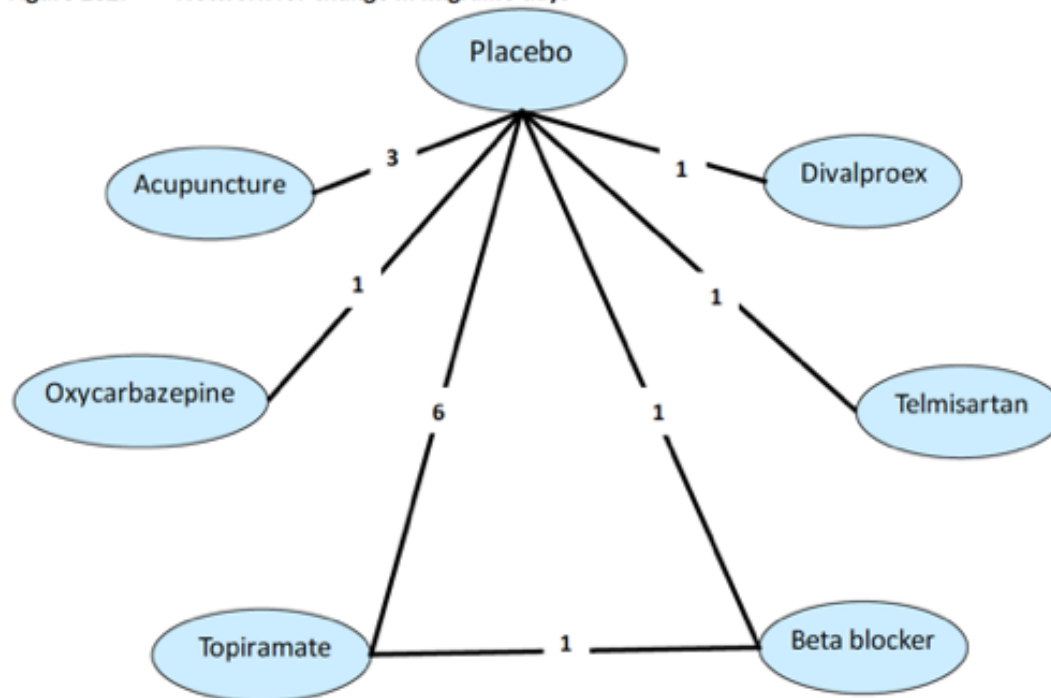 Placebo
3
1
Acupuncture
Divalproex
1
1
Oxycarbazepine
6
1
Telmisartan
Topiramate
1
Beta blocker